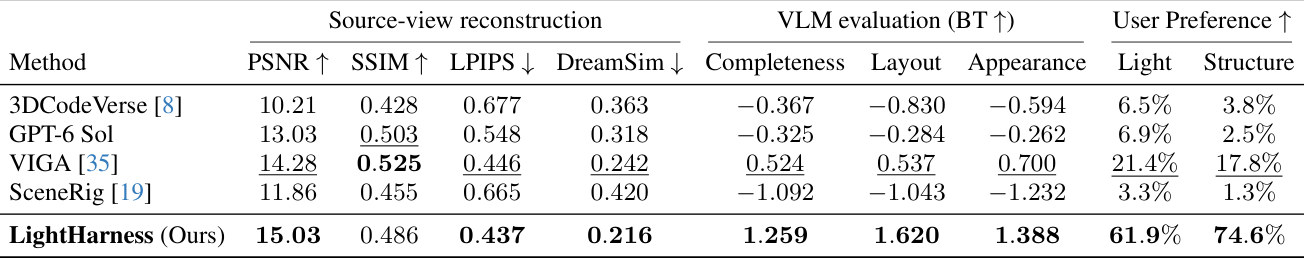 Source-view reconstruction VLM evaluation (BT ↑) User Preference ↑
Method PSNR ↑ SSIM ↑ LPIPS ↓ DreamSim ↓ Completeness Layout Appearance Light Structure
3DCodeVerse [8] 10.21 0.428 0.677 0.363 −0.367 −0.830 −0.594 6.5% 3.8%
GPT-6 Sol 13.03 0.503 0.548 0.318 −0.325 −0.284 −0.262 6.9% 2.5%
VIGA [35] 14.28 0.525 0.446 0.242 0.524 0.537 0.700 21.4% 17.8%
SceneRig [19] 11.86 0.455 0.665 0.420 −1.092 −1.043 −1.232 3.3% 1.3%
LightHarness (Ours) 15.03 0.486 0.437 0.216 1.259 1.620 1.388 61.9% 74.6%